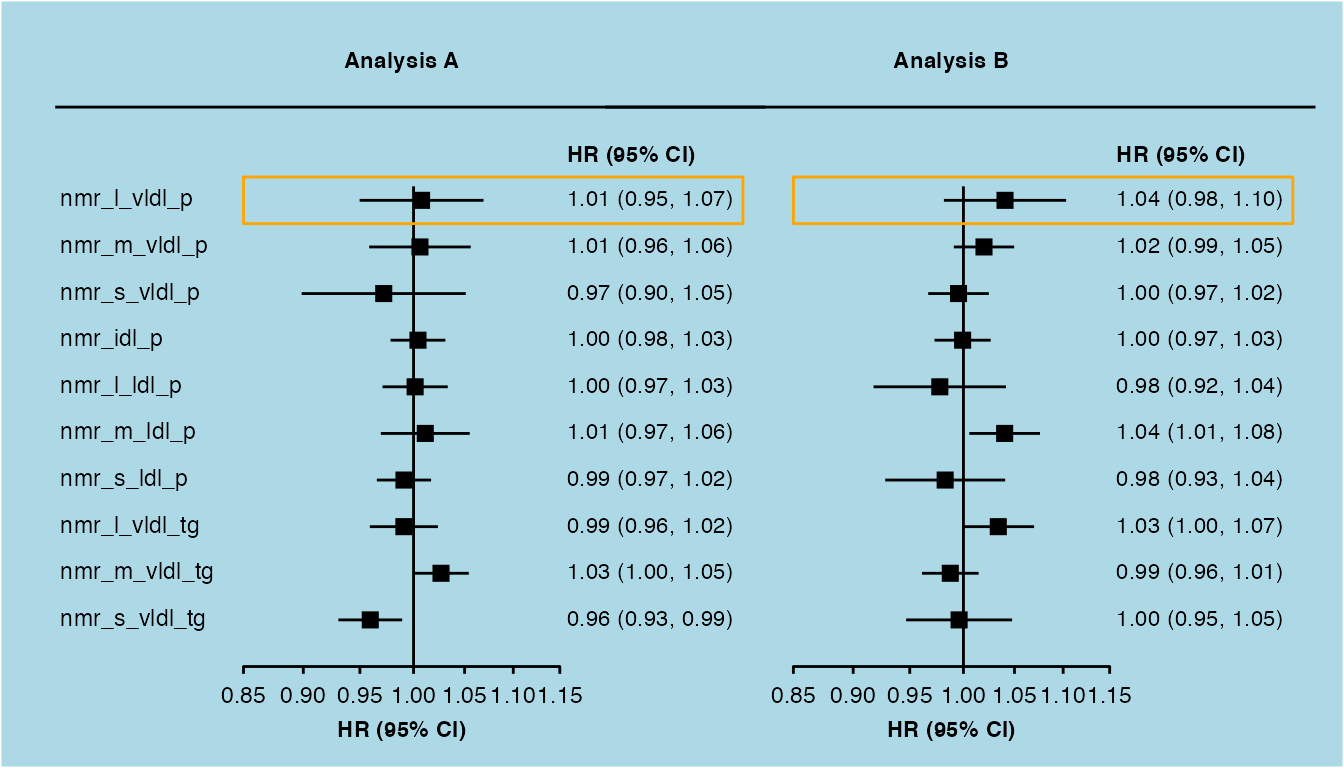 Analysis A Analysis B
HR (95% CI) HR (95% CI)
nmr_l_vldl_p 1.01 (0.95, 1.07) 1.04 (0.98, 1.10)
nmr_m_vldl_p 1.01 (0.96, 1.06) 1.02 (0.99, 1.05)
nmr_s_vldl_p 0.97 (0.90, 1.05) 1.00 (0.97, 1.02)
nmr_idl_p 1.00 (0.98, 1.03) 1.00 (0.97, 1.03)
nmr_l_ldl_p 1.00 (0.97, 1.03) 0.98 (0.92, 1.04)
nmr_m_ldl_p 1.01 (0.97, 1.06) 1.04 (1.01, 1.08)
nmr_s_ldl_p 0.99 (0.97, 1.02) 0.98 (0.93, 1.04)
nmr_l_vldl_tg 0.99 (0.96, 1.02) 1.03 (1.00, 1.07)
nmr_m_vldl_tg 1.03 (1.00, 1.05) 0.99 (0.96, 1.01)
nmr_s_vldl_tg 0.96 (0.93, 0.99) 1.00 (0.95, 1.05)
0.85 0.90 0.95 1.00 1.05 1.10 1.15 0.85 0.90 0.95 1.00 1.05 1.10 1.15
HR (95% CI) HR (95% CI)